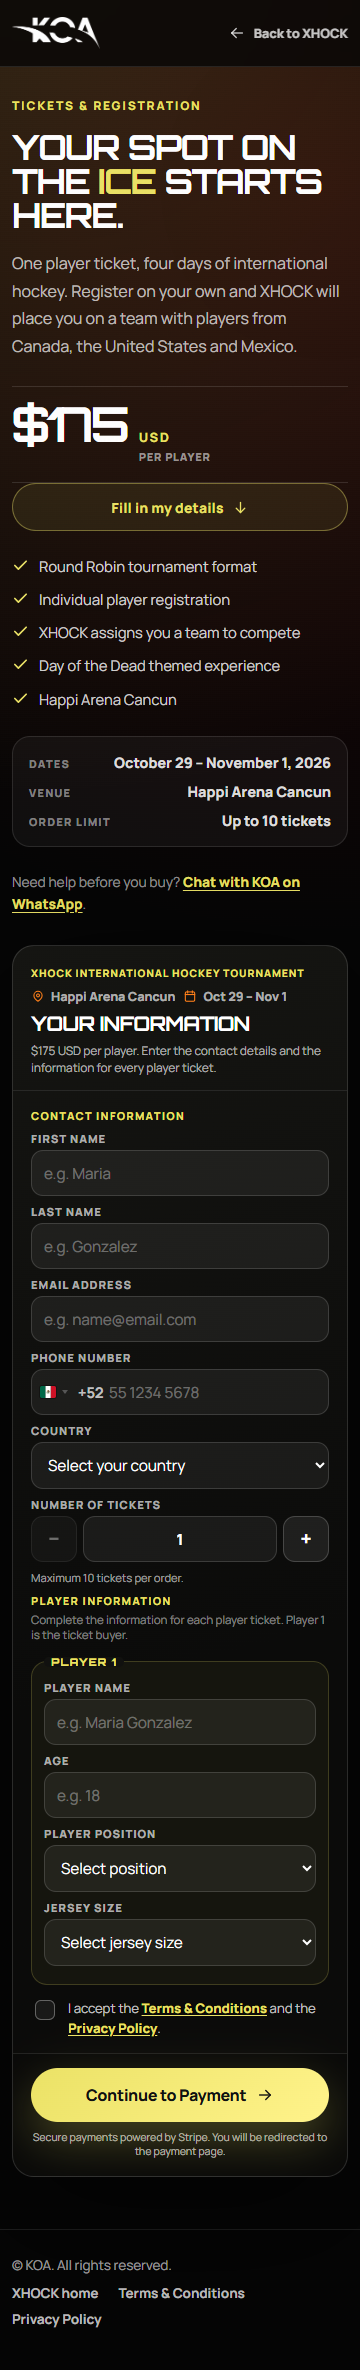 KOA
Back to XHOCK
TICKETS & REGISTRATION
YOUR SPOT ON
THE ICE STARTS
HERE.
One player ticket, four days of international
hockey. Register on your own and XHOCK will
place you on a team with players from
Canada, the United States and Mexico.
$175 USD
PER PLAYER
Fill in my details
Round Robin tournament format
Individual player registration
XHOCK assigns you a team to compete
Day of the Dead themed experience
Happi Arena Cancun
DATES October 29 – November 1, 2026
VENUE Happi Arena Cancun
ORDER LIMIT Up to 10 tickets
Need help before you buy? Chat with KOA on
WhatsApp.
XHOCK INTERNATIONAL HOCKEY TOURNAMENT
Happi Arena Cancun Oct 29 – Nov 1
YOUR INFORMATION
$175 USD per player. Enter the contact details and the
information for every player ticket.
CONTACT INFORMATION
FIRST NAME
e.g. Maria
LAST NAME
e.g. Gonzalez
EMAIL ADDRESS
e.g. name@email.com
PHONE NUMBER
+52 55 1234 5678
COUNTRY
Select your country
NUMBER OF TICKETS
− 1 +
Maximum 10 tickets per order.
PLAYER INFORMATION
Complete the information for each player ticket. Player 1
is the ticket buyer.
PLAYER 1
PLAYER NAME
e.g. Maria Gonzalez
AGE
e.g. 18
PLAYER POSITION
Select position
JERSEY SIZE
Select jersey size
I accept the Terms & Conditions and the
Privacy Policy.
Continue to Payment
Secure payments powered by Stripe. You will be redirected to
the payment page.
© KOA. All rights reserved.
XHOCK home Terms & Conditions
Privacy Policy